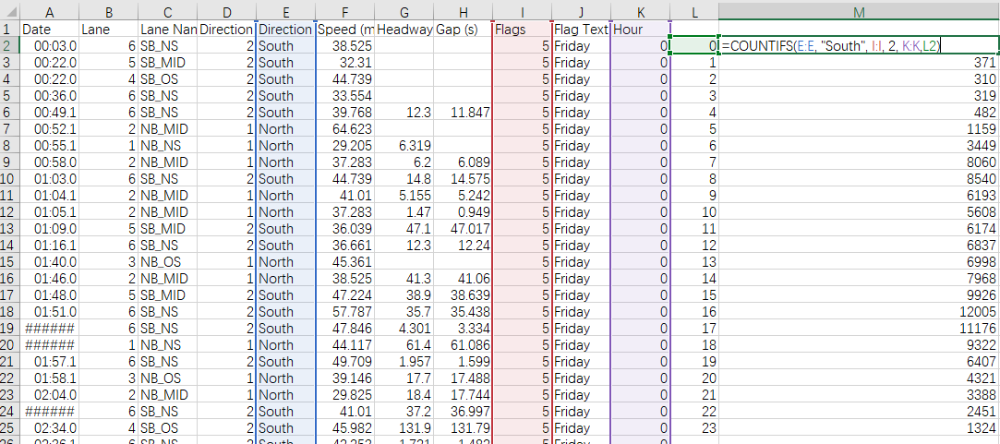 A B C D E F G H I J K L M
1 Date Lane Lane Nan Direction Direction Speed (m Headway Gap (s) Flags Flag Text Hour
2 00:03.0 6 SB_NS 2 South 38.525 5 Friday 0 0 =COUNTIFS(E:E, "South", I:I, 2, K:K,L2)
3 00:22.0 5 SB_MID 2 South 32.31 5 Friday 0 1 371
4 00:22.0 4 SB_OS 2 South 44.739 5 Friday 0 2 310
5 00:36.0 6 SB_NS 2 South 33.554 5 Friday 0 3 319
6 00:49.1 6 SB_NS 2 South 39.768 12.3 11.847 5 Friday 0 4 482
7 00:52.1 2 NB_MID 1 North 64.623 5 Friday 0 5 1159
8 00:55.1 1 NB_NS 1 North 29.205 6.319 5 Friday 0 6 3449
9 00:58.0 2 NB_MID 1 North 37.283 6.2 6.089 5 Friday 0 7 8060
10 01:03.0 6 SB_NS 2 South 44.739 14.8 14.575 5 Friday 0 8 8540
11 01:04.1 2 NB_MID 1 North 41.01 5.155 5.242 5 Friday 0 9 6193
12 01:05.1 2 NB_MID 1 North 37.283 1.47 0.949 5 Friday 0 10 5608
13 01:09.0 5 SB_MID 2 South 36.039 47.1 47.017 5 Friday 0 11 6174
14 01:16.1 6 SB_NS 2 South 36.661 12.3 12.24 5 Friday 0 12 6837
15 01:40.0 3 NB_OS 1 North 45.361 5 Friday 0 13 6998
16 01:46.0 2 NB_MID 1 North 38.525 41.3 41.06 5 Friday 0 14 7968
17 01:48.0 5 SB_MID 2 South 47.224 38.9 38.639 5 Friday 0 15 9926
18 01:51.0 6 SB_NS 2 South 57.787 35.7 35.438 5 Friday 0 16 12005
19 ###### 6 SB_NS 2 South 47.846 4.301 3.334 5 Friday 0 17 11176
20 ###### 1 NB_NS 1 North 44.117 61.4 61.086 5 Friday 0 18 9322
21 01:57.1 6 SB_NS 2 South 49.709 1.957 1.599 5 Friday 0 19 6407
22 01:58.1 3 NB_OS 1 North 39.146 17.7 17.488 5 Friday 0 20 4321
23 02:04.0 2 NB_MID 1 North 29.825 18.4 17.744 5 Friday 0 21 3388
24 ###### 6 SB_NS 2 South 41.01 37.2 36.997 5 Friday 0 22 2451
25 02:34.0 4 SB_OS 2 South 45.982 131.9 131.79 5 Friday 0 23 1324